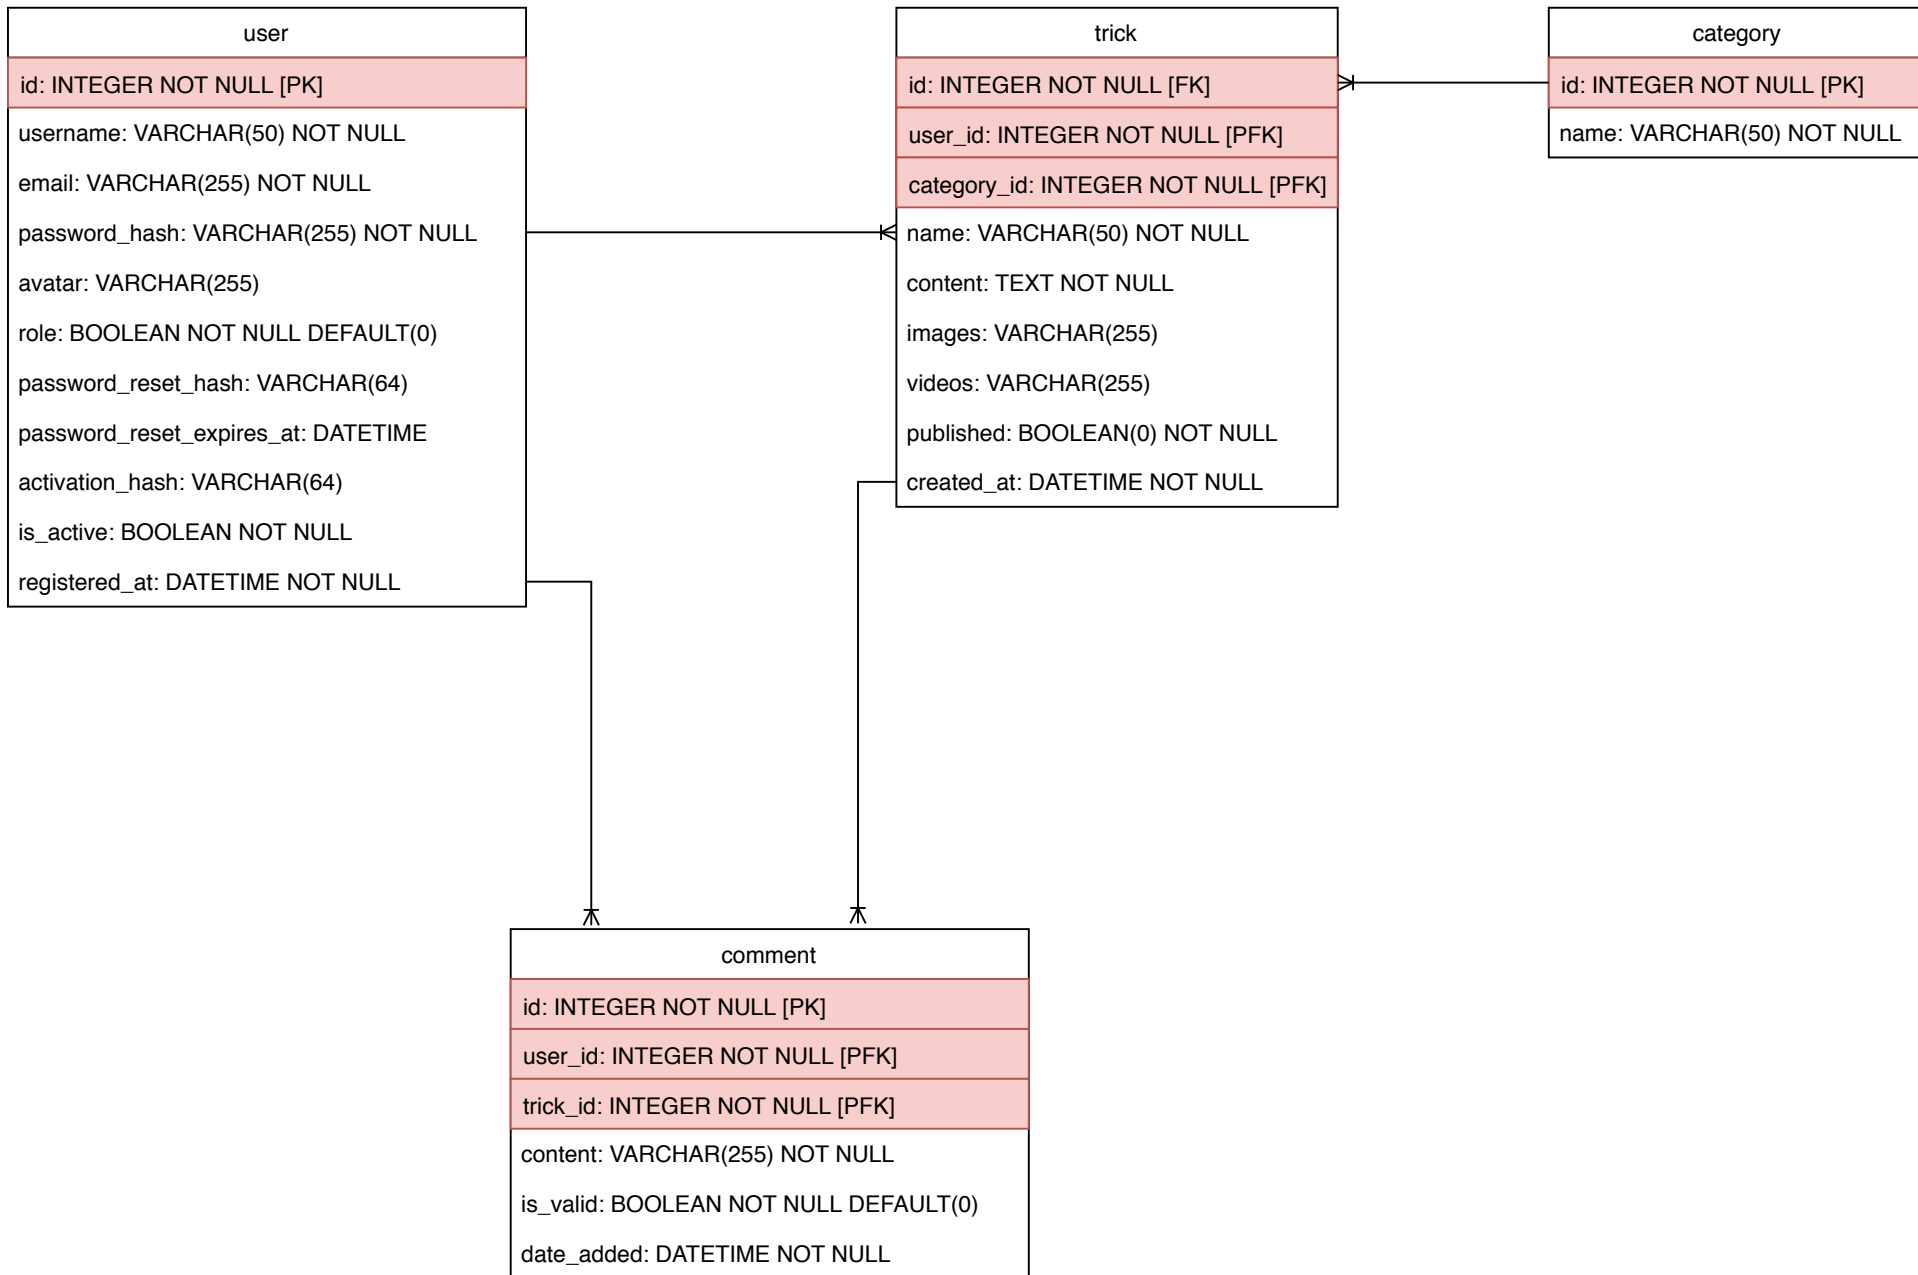 user
id: INTEGER NOT NULL [PK]
username: VARCHAR(50) NOT NULL
email: VARCHAR(255) NOT NULL
password_hash: VARCHAR(255) NOT NULL
avatar: VARCHAR(255)
role: BOOLEAN NOT NULL DEFAULT(0)
password_reset_hash: VARCHAR(64)
password_reset_expires_at: DATETIME
activation_hash: VARCHAR(64)
is_active: BOOLEAN NOT NULL
registered_at: DATETIME NOT NULL
trick
id: INTEGER NOT NULL [FK]
user_id: INTEGER NOT NULL [PFK]
category_id: INTEGER NOT NULL [PFK]
name: VARCHAR(50) NOT NULL
content: TEXT NOT NULL
images: VARCHAR(255)
videos: VARCHAR(255)
published: BOOLEAN(0) NOT NULL
created_at: DATETIME NOT NULL
category
id: INTEGER NOT NULL [PK]
name: VARCHAR(50) NOT NULL
comment
id: INTEGER NOT NULL [PK]
user_id: INTEGER NOT NULL [PFK]
trick_id: INTEGER NOT NULL [PFK]
content: VARCHAR(255) NOT NULL
is_valid: BOOLEAN NOT NULL DEFAULT(0)
date_added: DATETIME NOT NULL